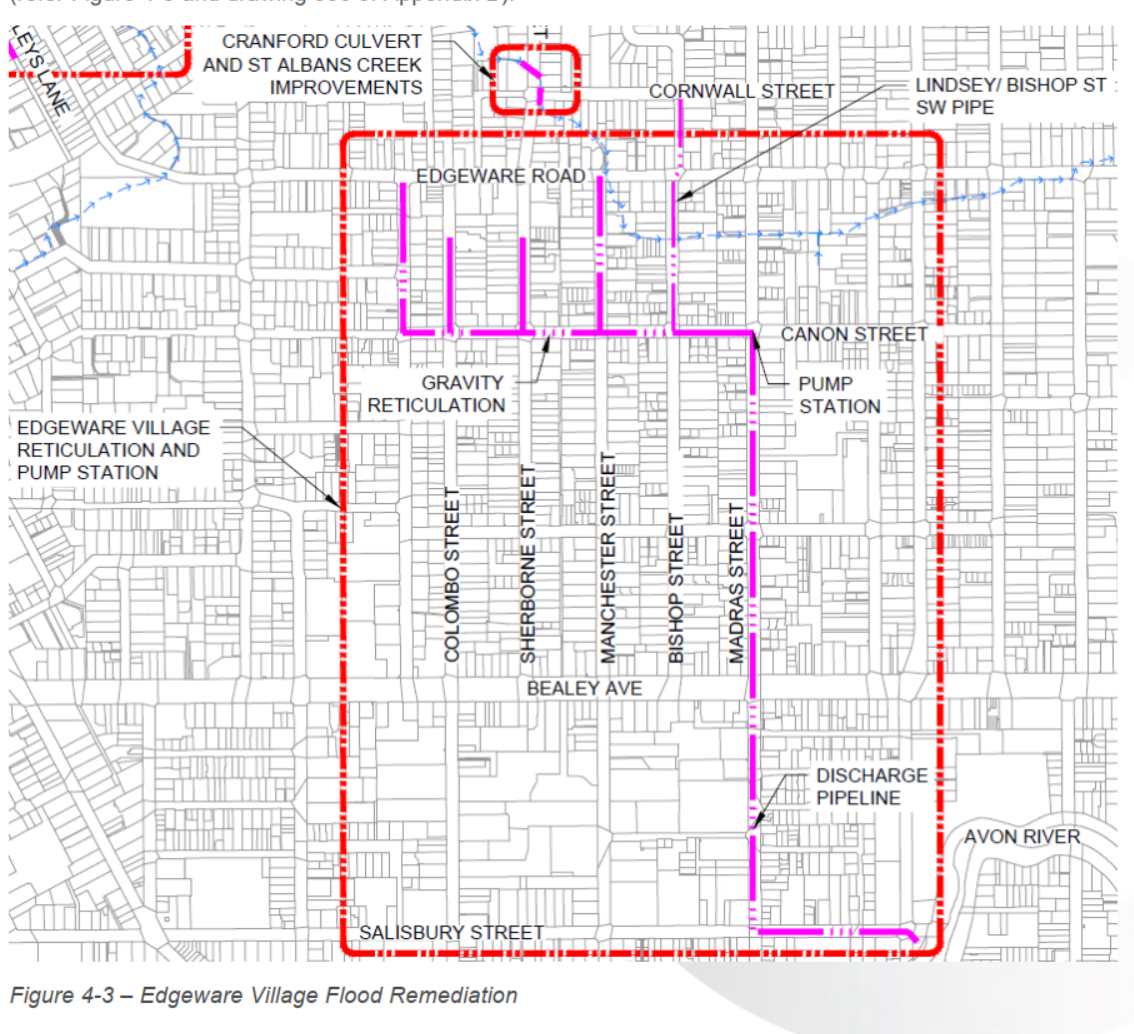 CRANFORD CULVERT
AND ST ALBANS CREEK
IMPROVEMENTS
LEYS LANE
CORNWALL STREET
LINDSEY/ BISHOP ST :
SW PIPE
EDGEWARE ROAD
CANON STREET
GRAVITY
RETICULATION
PUMP
STATION
EDGEWARE VILLAGE
RETICULATION AND
PUMP STATION
COLOMBO STREET
SHERBORNE STREET
MANCHESTER STREET
BISHOP STREET
MADRAS STREET
BEALEY AVE
DISCHARGE
PIPELINE
AVON RIVER
SALISBURY STREET
Figure 4-3 – Edgeware Village Flood Remediation